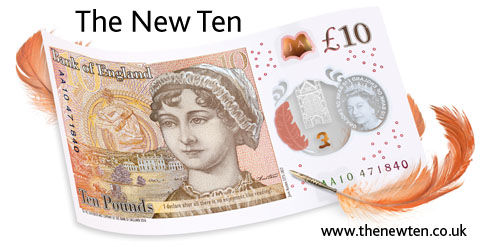 The New Ten
£10
Bank of England
10
AA10 471840
AA10 471840
Ten Pounds
I declare after all there is no enjoyment like reading!
www.thenewten.co.uk